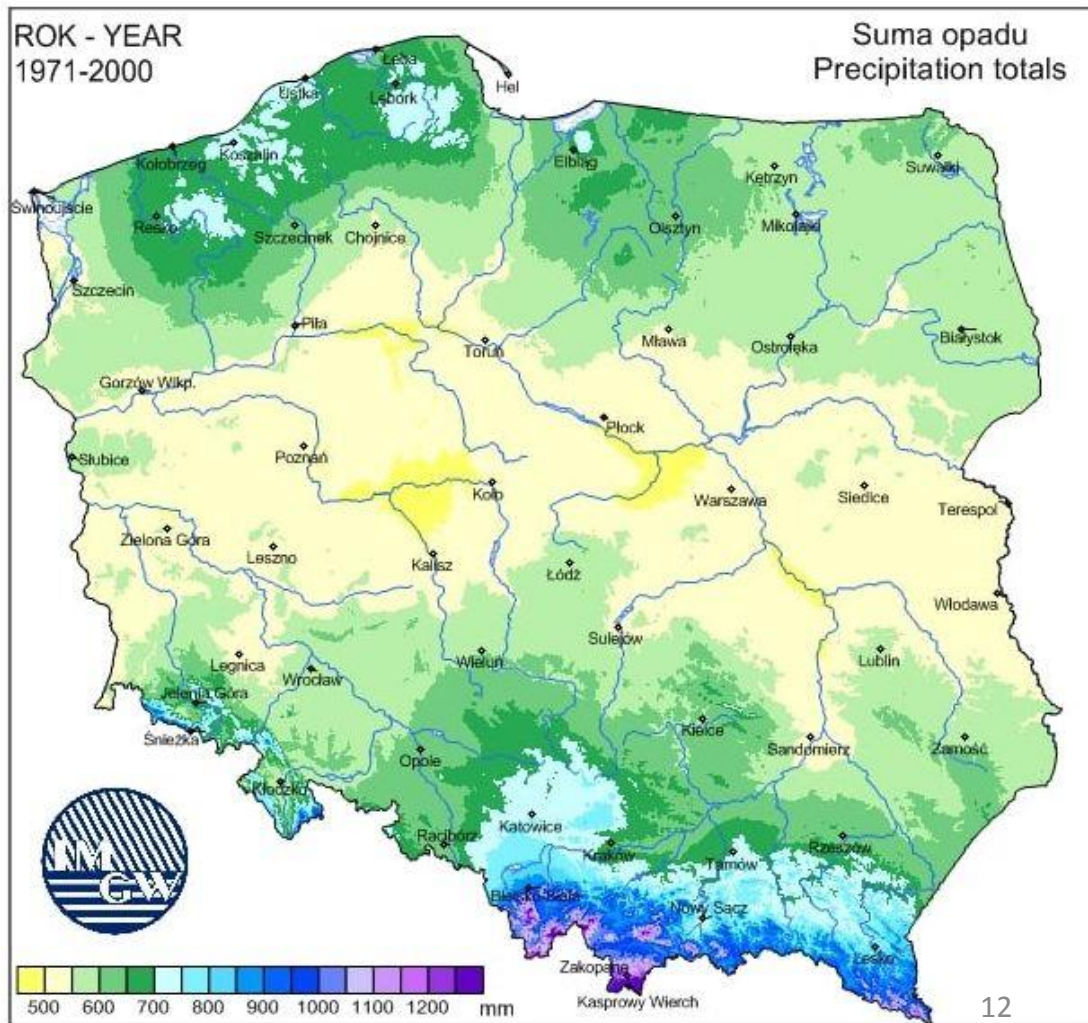 ROK - YEAR
1971-2000
Suma opadu
Precipitation totals
Łeba
Hel
Ustka
Lębork
Koszalin
Kołobrzeg
Elbląg
Suwałki
Kętrzyn
Świnoujście
Resko
Szczecinek
Chojnice
Olsztyn
Mikołajki
Szczecin
Piła
Toruń
Mława
Ostrołęka
Białystok
Gorzów Wlkp.
Płock
Słubice
Poznań
Koło
Warszawa
Siedlce
Terespol
Zielona Góra
Leszno
Kalisz
Łódź
Włodawa
Sulejów
Legnica
Wrocław
Wieluń
Lublin
Jelenia Góra
Śnieżka
Kielce
Sandomierz
Zamość
Opole
Kłodzko
Katowice
Racibórz
Kraków
Tarnów
Rzeszów
Bielsko-Biała
Nowy Sącz
Lesko
Zakopane
Kasprowy Wierch
IM
GW
500 600 700 800 900 1000 1100 1200 mm
12